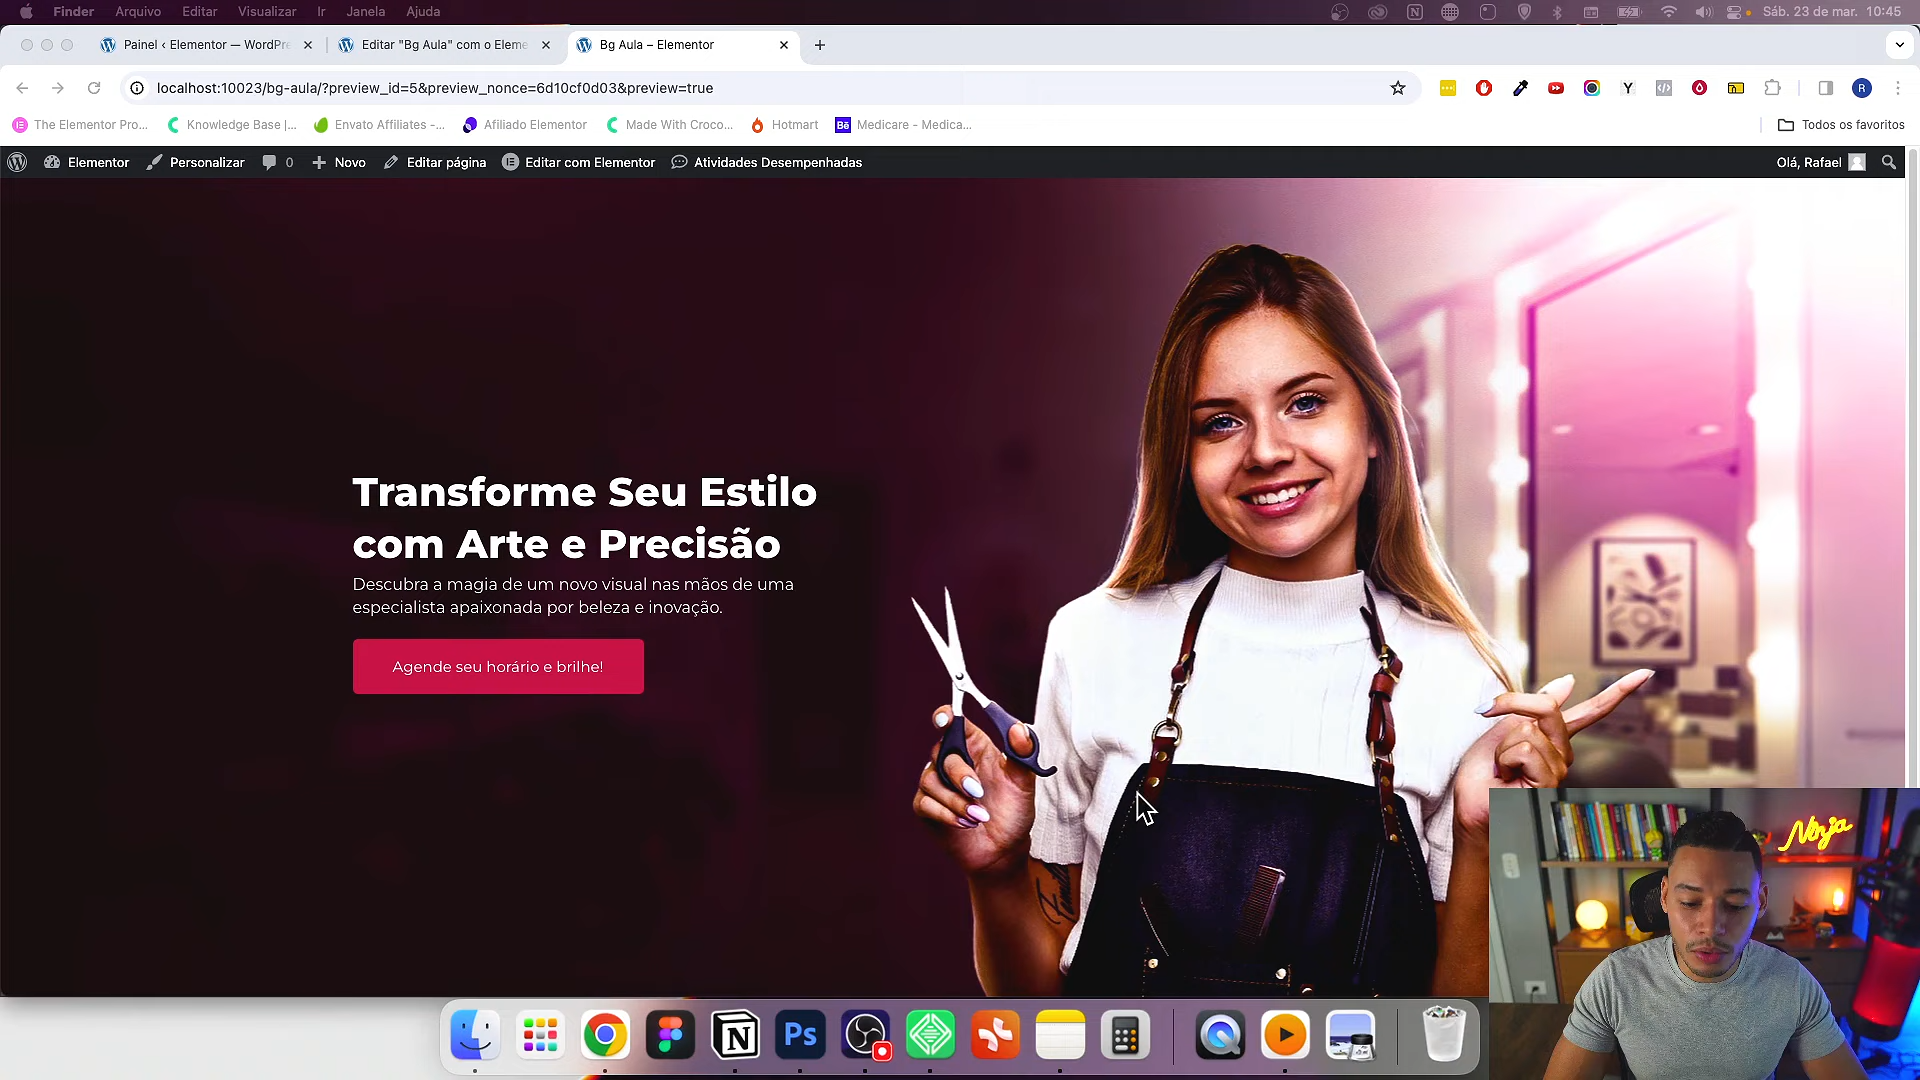 Finder Arquivo Editar Visualizar Ir Janela Ajuda Sáb. 23 de mar. 10:45
Painel ‹ Elementor — WordPre
Editar "Bg Aula" com o Eleme
Bg Aula – Elementor
localhost:10023/bg-aula/?preview_id=5&preview_nonce=6d10cf0d03&preview=true
The Elementor Pro... Knowledge Base |... Envato Affiliates -... Afiliado Elementor Made With Croco... Hotmart Medicare - Medica... Todos os favoritos
Elementor Personalizar 0 Novo Editar página Editar com Elementor Atividades Desempenhadas Olá, Rafael
Transforme Seu Estilo
com Arte e Precisão
Descubra a magia de um novo visual nas mãos de uma
especialista apaixonada por beleza e inovação.
Agende seu horário e brilhe!
Ninja
Ps